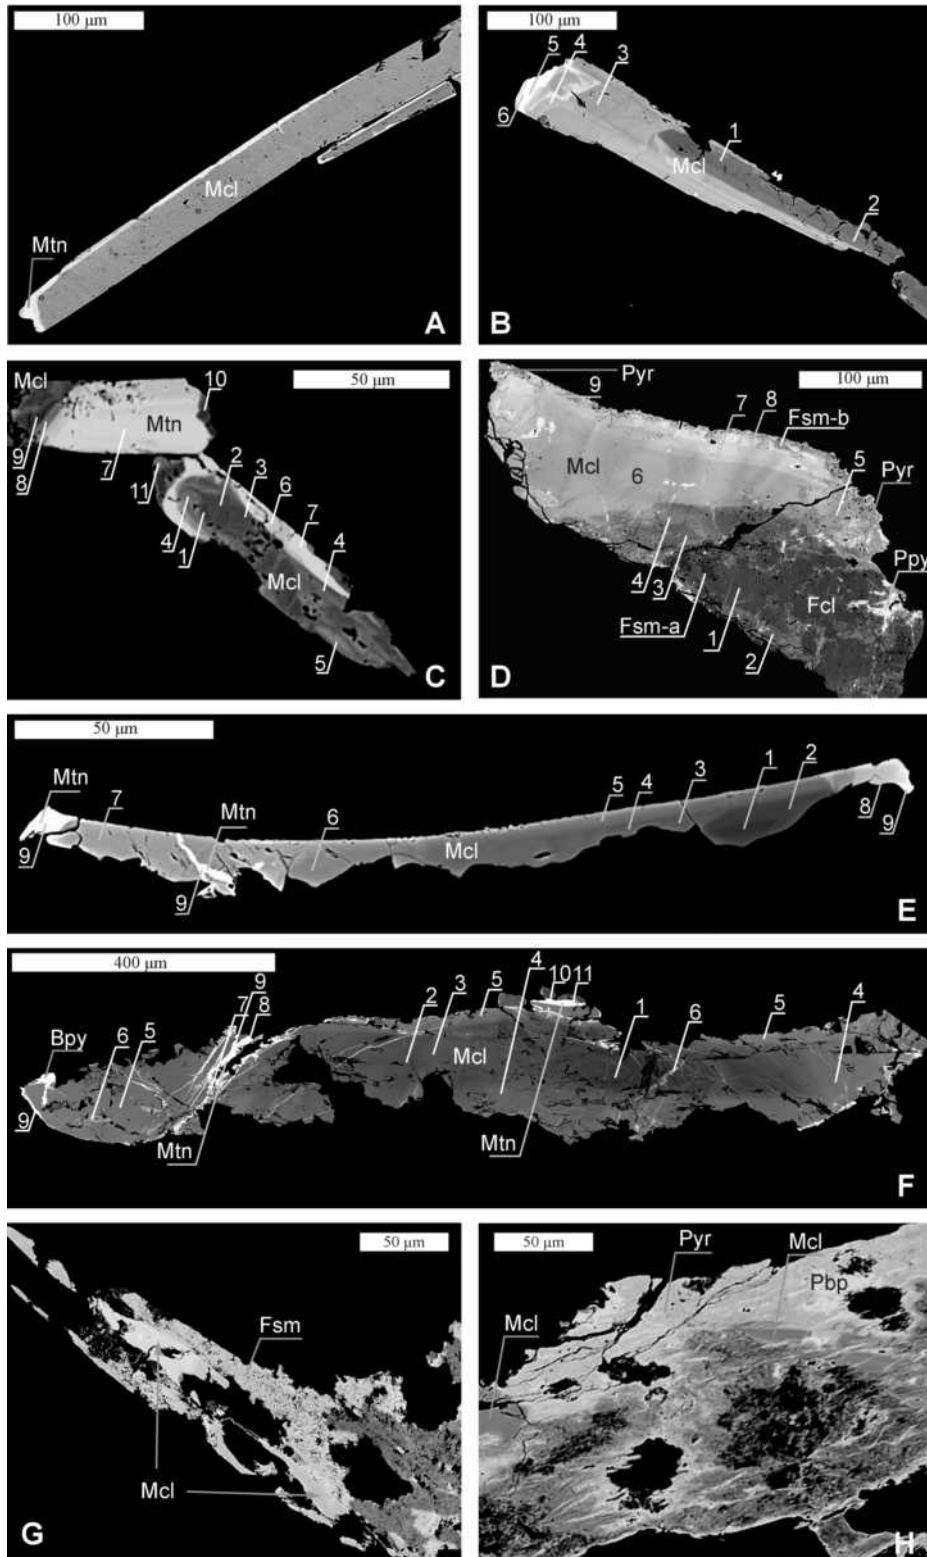 100 μm
Mcl
Mtn
A
100 μm
5 4 3
6
1
Mcl
2
B
Mcl
10
50 μm
Mtn
9
8
7
2 3
6
11
7
4
1
4
Mcl
5
C
Pyr
100 μm
9
7 8
Fsm-b
5
Mcl
6
Pyr
4
3
Ppy
Fsm-a
Fcl
1
2
D
50 μm
Mtn
7
Mtn
6
5 4 3 1 2
8
9
9
Mcl
9
E
400 μm
4
9
10 11
8
7
5
3
2
1
6
5
4
Bpy
6 5
Mcl
9
4
4
Mtn
Mtn
F
50 μm
Fsm
Mcl
G
50 μm
Pyr
Mcl
Pbp
Mcl
H